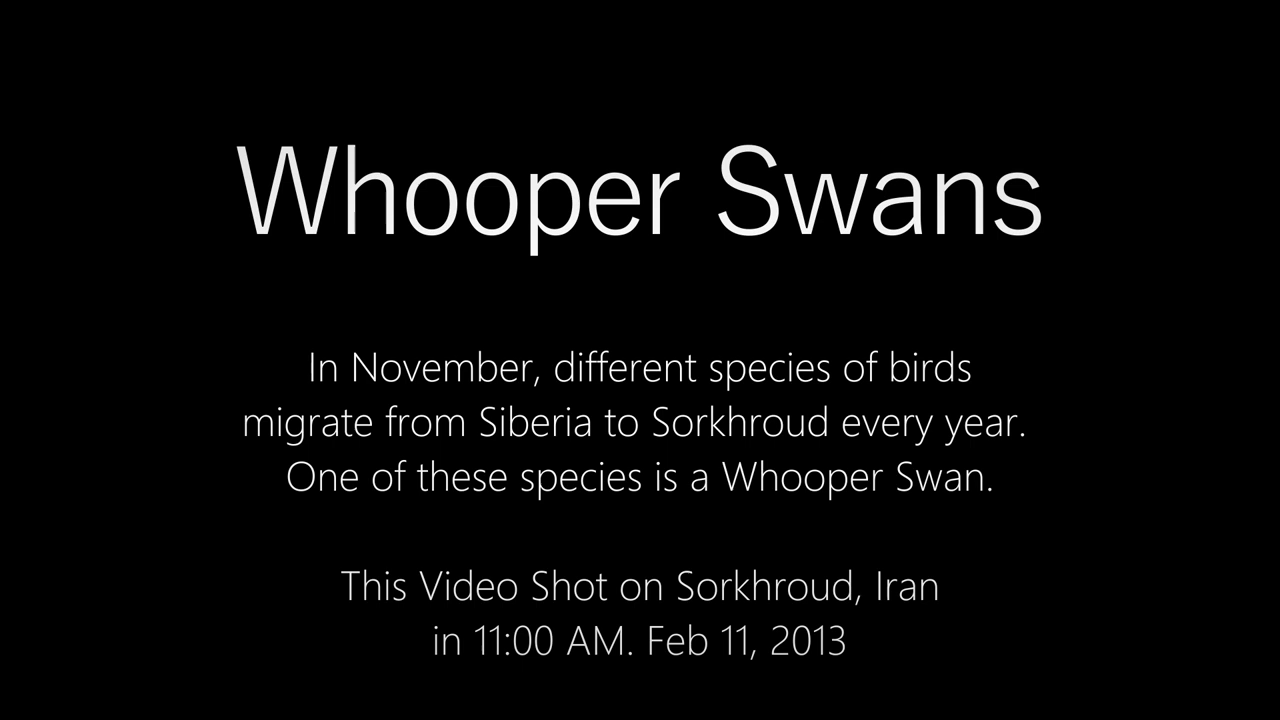 Whooper Swans
In November, different species of birds
migrate from Siberia to Sorkhroud every year.
One of these species is a Whooper Swan.
This Video Shot on Sorkhroud, Iran
in 11:00 AM. Feb 11, 2013